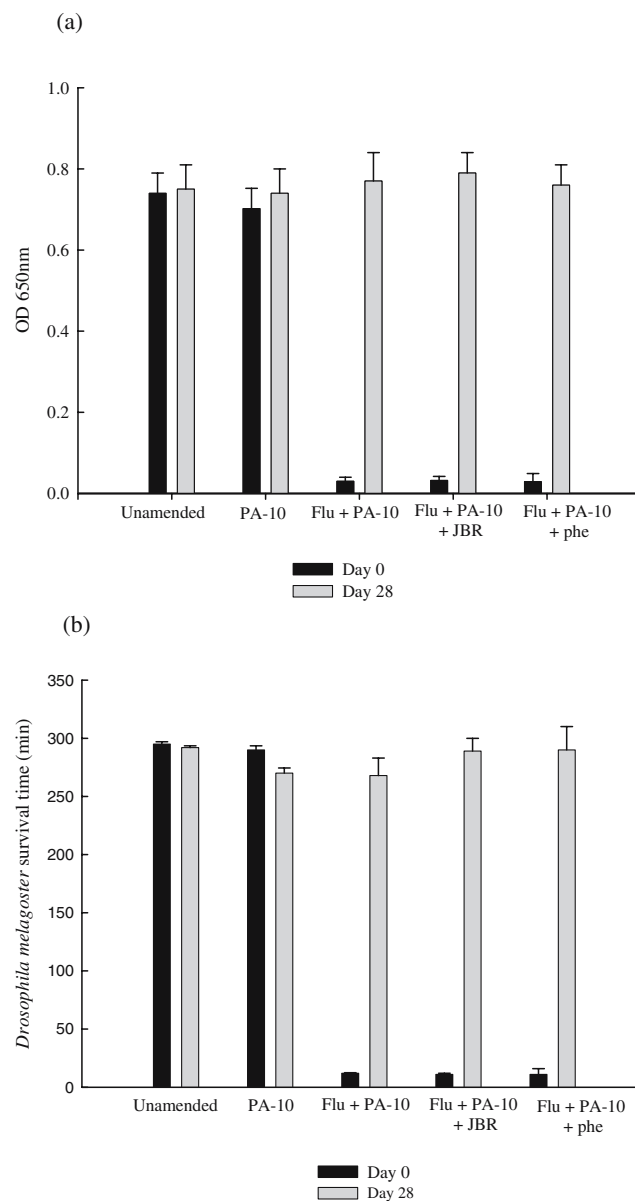 (a)
1.0
0.8
0.6
0.4
0.2
0.0
OD 650nm
Unamended
PA-10
Flu + PA-10
Flu + PA-10
+ JBR
Flu + PA-10
+ phe
Day 0
Day 28
(b)
350
300
250
200
150
100
50
0
Drosophila melagoster survival time (min)
Unamended
PA-10
Flu + PA-10
Flu + PA-10
+ JBR
Flu + PA-10
+ phe
Day 0
Day 28